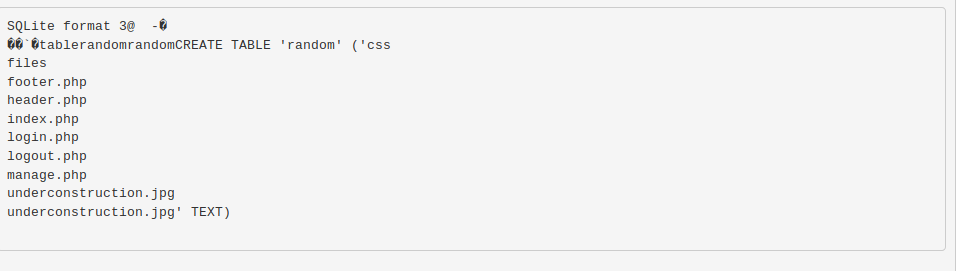 SQLite format 3@  -�
��`�tablerandomrandomCREATE TABLE 'random' ('css
files
footer.php
header.php
index.php
login.php
logout.php
manage.php
underconstruction.jpg
underconstruction.jpg' TEXT)